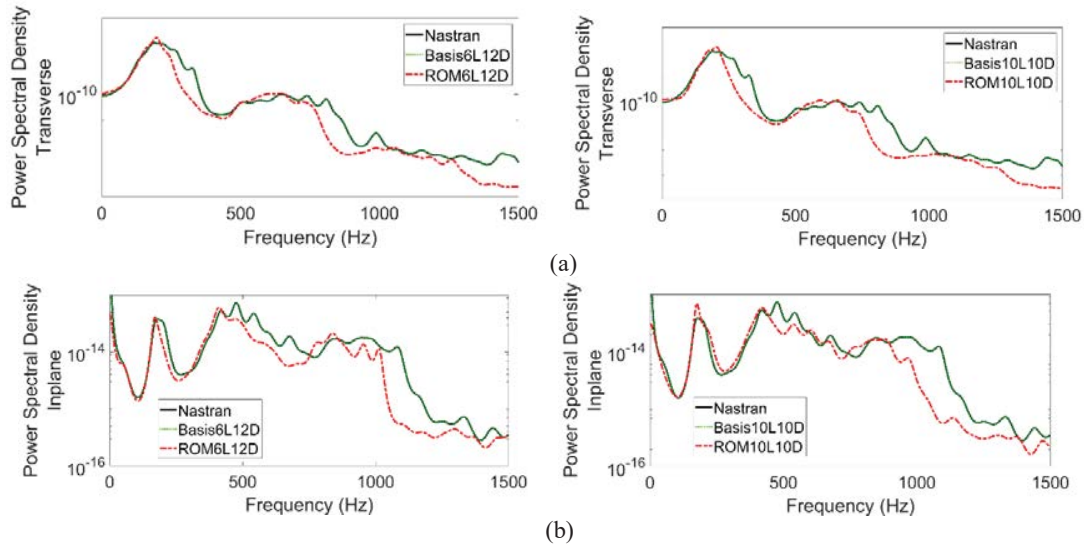 Power Spectral Density
Transverse
10⁻¹⁰
Nastran
Basis6L12D
ROM6L12D
0
500
1000
1500
Frequency (Hz)
Power Spectral Density
Transverse
10⁻¹⁰
Nastran
Basis10L10D
ROM10L10D
0
500
1000
1500
Frequency (Hz)
(a)
Power Spectral Density
Inplane
10⁻¹⁴
10⁻¹⁶
Nastran
Basis6L12D
ROM6L12D
0
500
1000
1500
Frequency (Hz)
Power Spectral Density
Inplane
10⁻¹⁴
10⁻¹⁶
Nastran
Basis10L10D
ROM10L10D
0
500
1000
1500
Frequency (Hz)
(b)